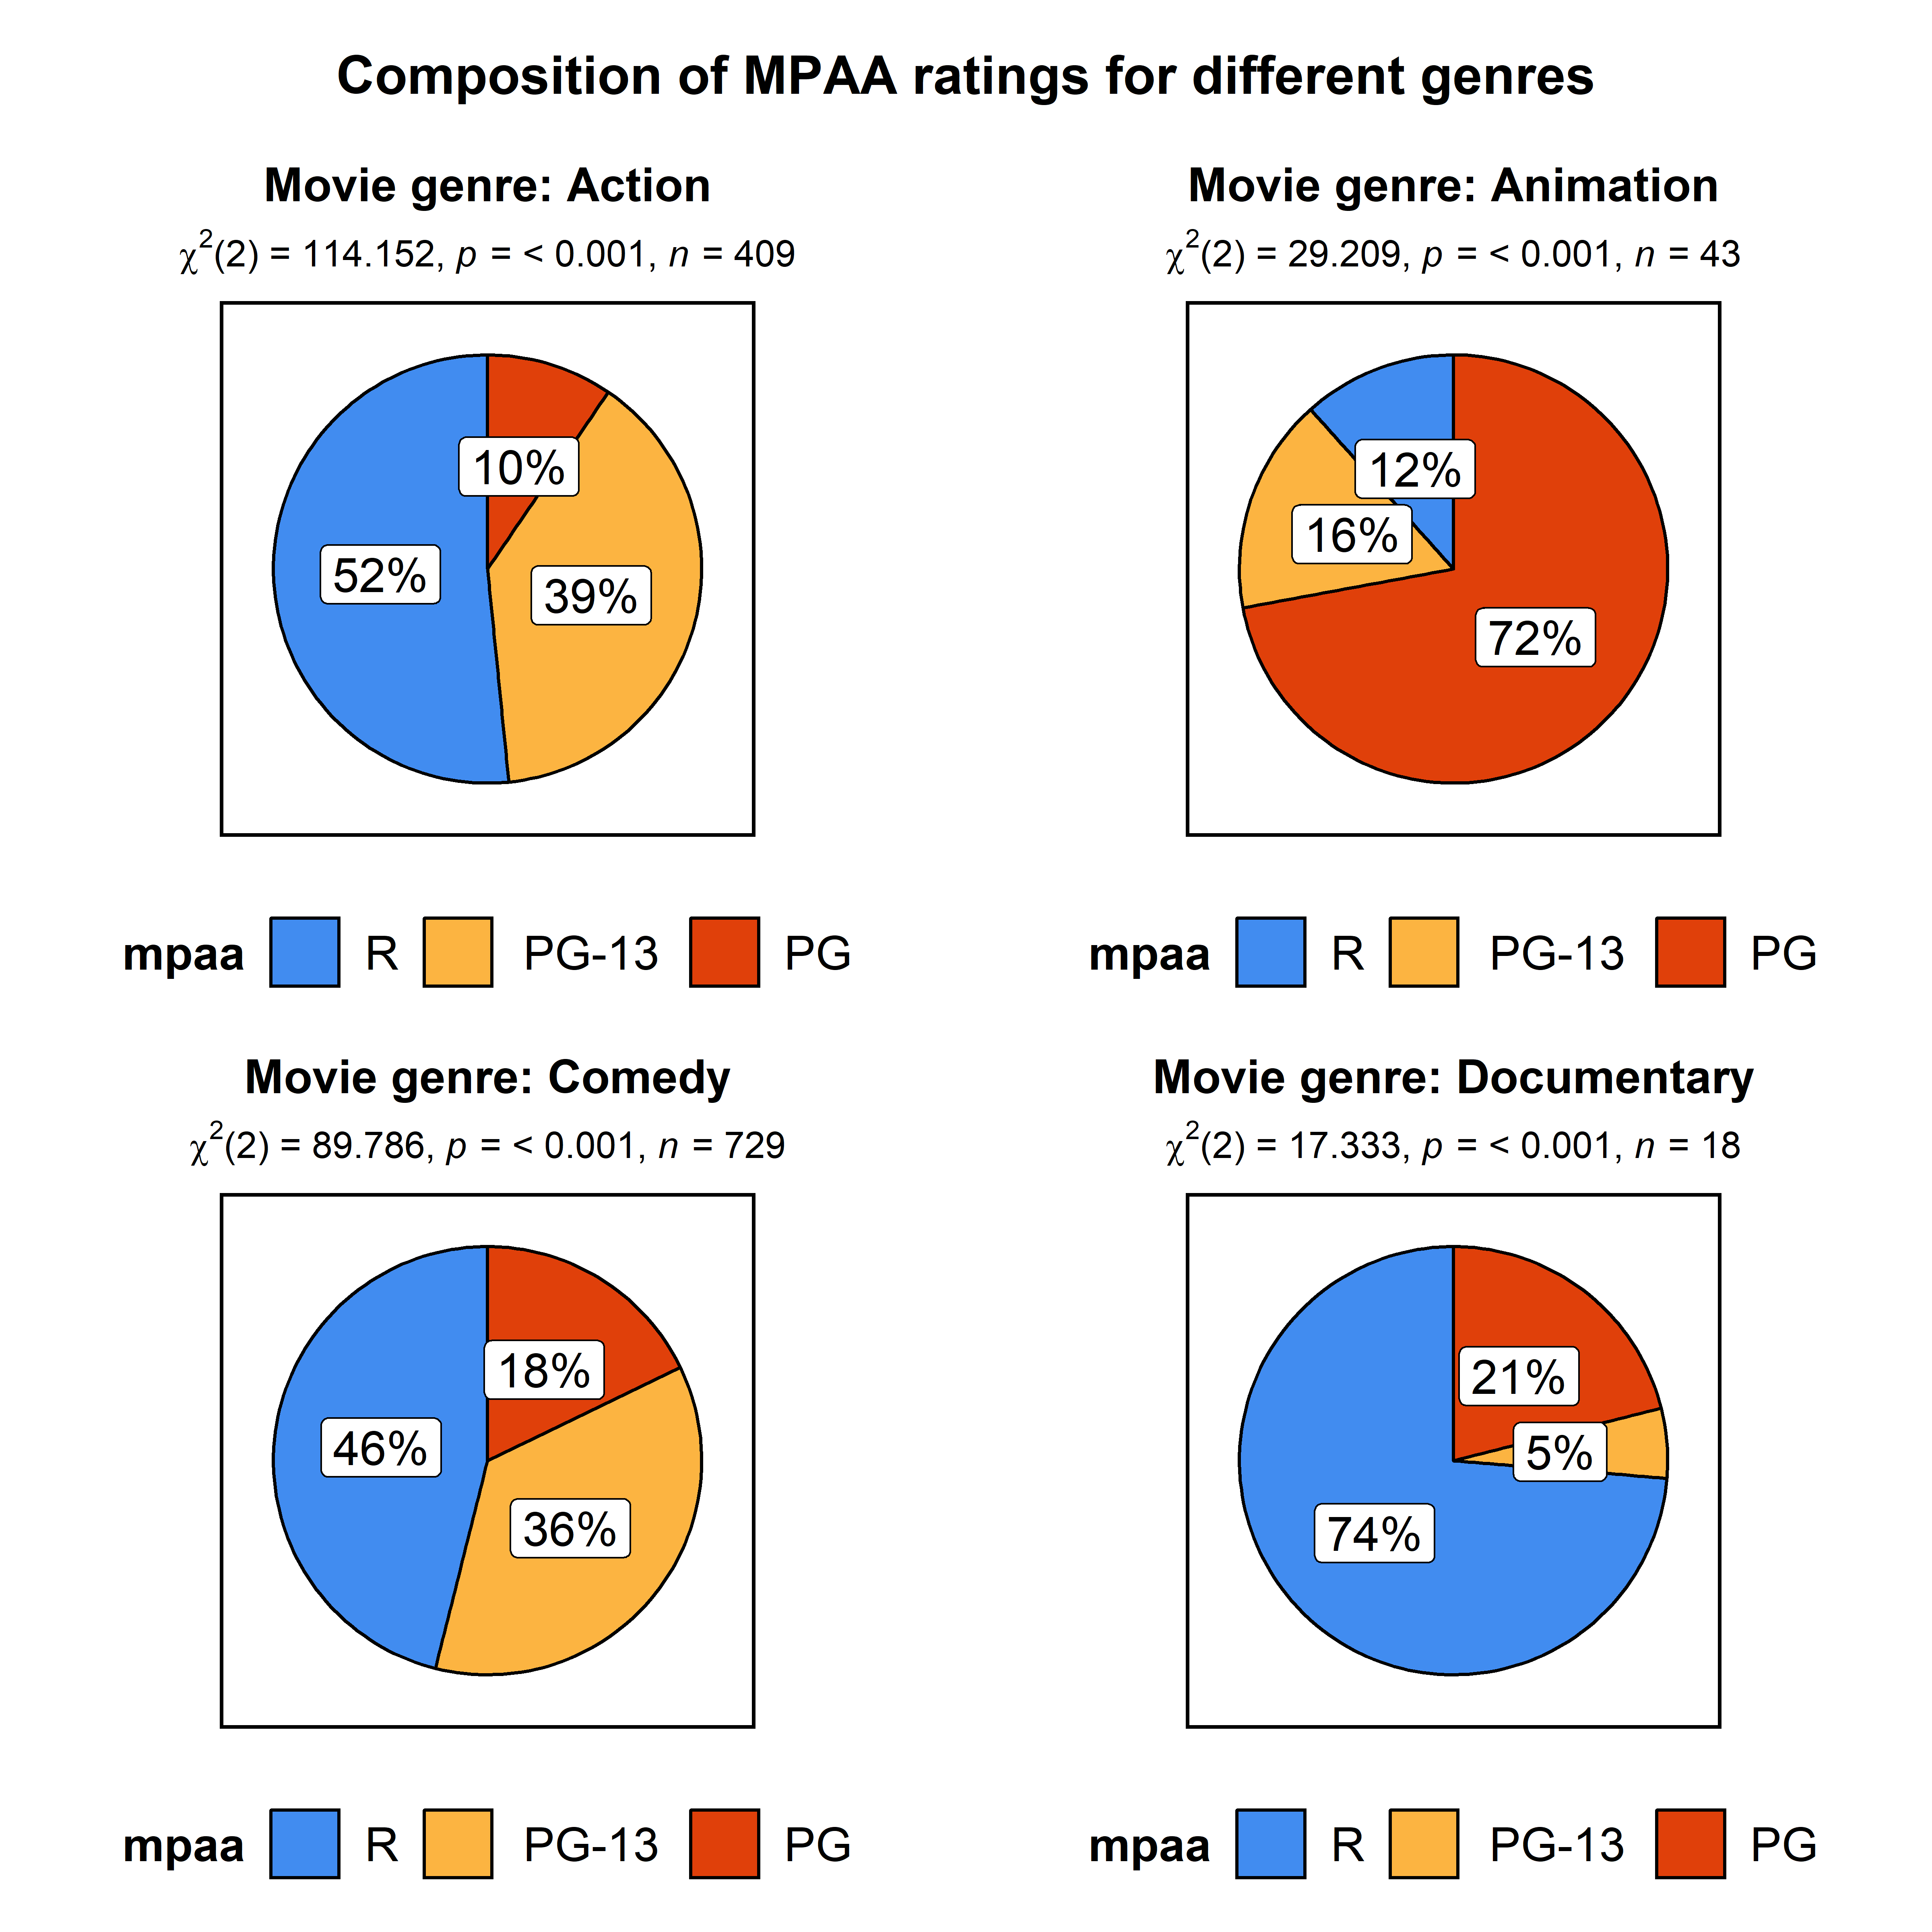 Composition of MPAA ratings for different genres
Movie genre: Action
χ²(2) = 114.152, p = < 0.001, n = 409
10%
52%
39%
mpaa R PG-13 PG
Movie genre: Animation
χ²(2) = 29.209, p = < 0.001, n = 43
12%
16%
72%
mpaa R PG-13 PG
Movie genre: Comedy
χ²(2) = 89.786, p = < 0.001, n = 729
18%
46%
36%
mpaa R PG-13 PG
Movie genre: Documentary
χ²(2) = 17.333, p = < 0.001, n = 18
21%
5%
74%
mpaa R PG-13 PG